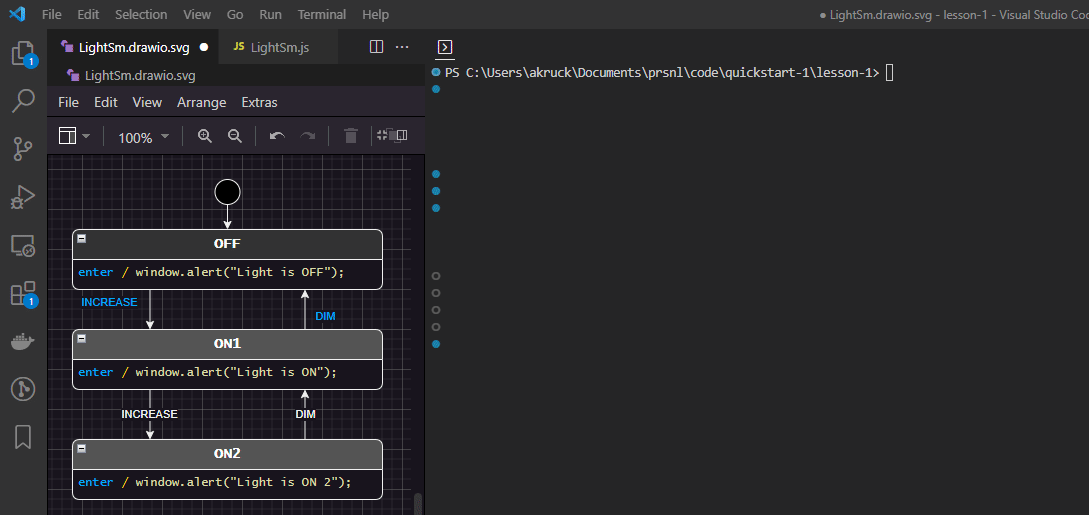 File Edit Selection View Go Run Terminal Help
● LightSm.drawio.svg - lesson-1 - Visual Studio Cod
LightSm.drawio.svg ●
JS LightSm.js
LightSm.drawio.svg
PS C:\Users\akruck\Documents\prsnl\code\quickstart-1\lesson-1>
File Edit View Arrange Extras
100%
1
OFF
enter / window.alert("Light is OFF");
INCREASE
DIM
1
ON1
enter / window.alert("Light is ON");
INCREASE
DIM
ON2
enter / window.alert("Light is ON 2");